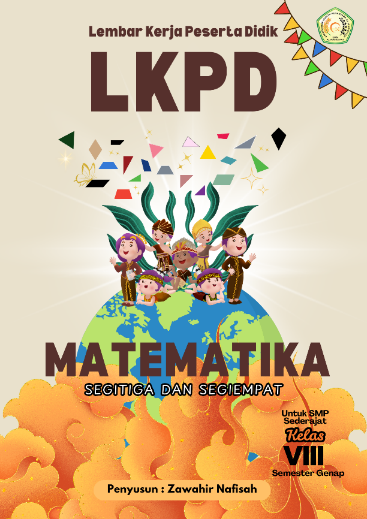 Lembar Kerja Peserta Didik
LKPD
MATEMATIKA
SEGITIGA DAN SEGIEMPAT
Untuk SMP
Sederajat
Kelas
VIII
Semester Genap
Penyusun : Zawahir Nafisah